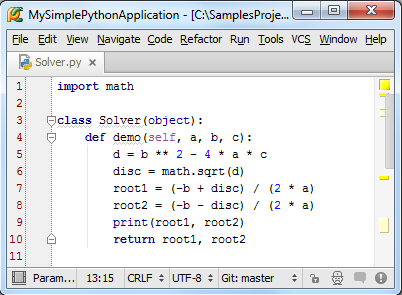 MySimplePythonApplication - [C:\SamplesProje...
File Edit View Navigate Code Refactor Run Tools VCS Window Help
Solver.py
1 import math
2
3 class Solver(object):
4 def demo(self, a, b, c):
5 d = b ** 2 - 4 * a * c
6 disc = math.sqrt(d)
7 root1 = (-b + disc) / (2 * a)
8 root2 = (-b - disc) / (2 * a)
9 print(root1, root2)
10 return root1, root2
11
Param... 13:15 CRLF UTF-8 Git: master